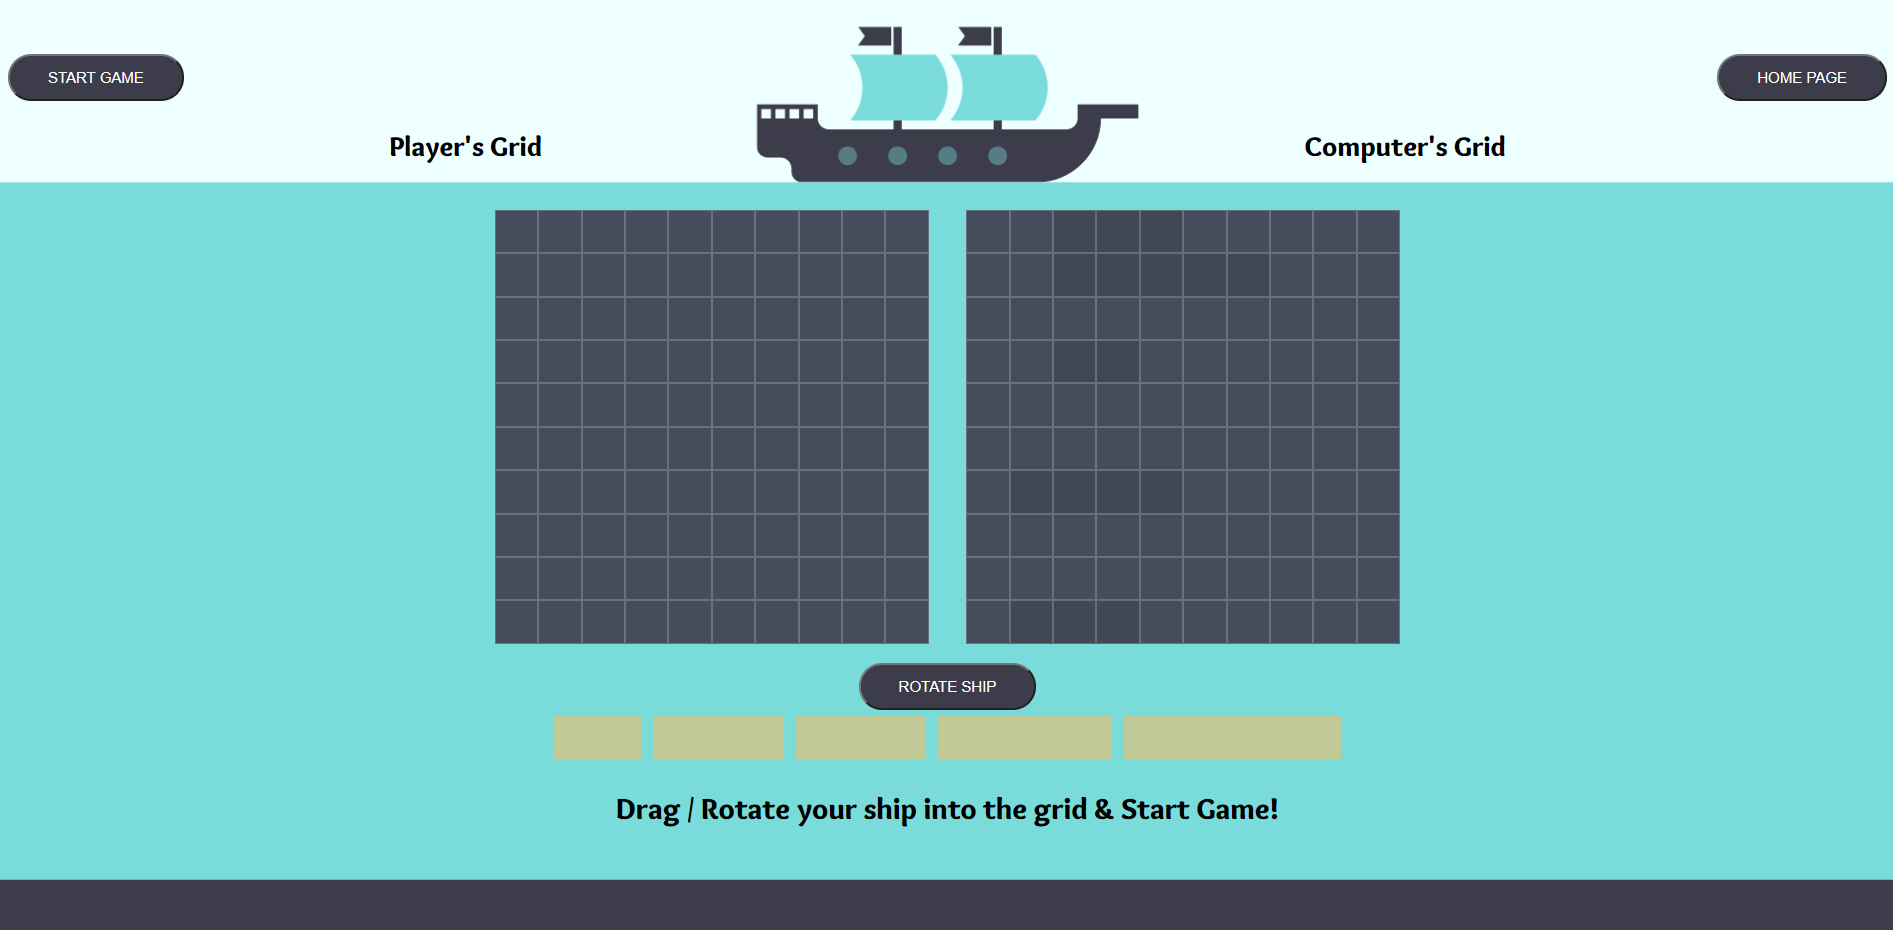 START GAME
HOME PAGE
Player's Grid
Computer's Grid
ROTATE SHIP
Drag / Rotate your ship into the grid & Start Game!